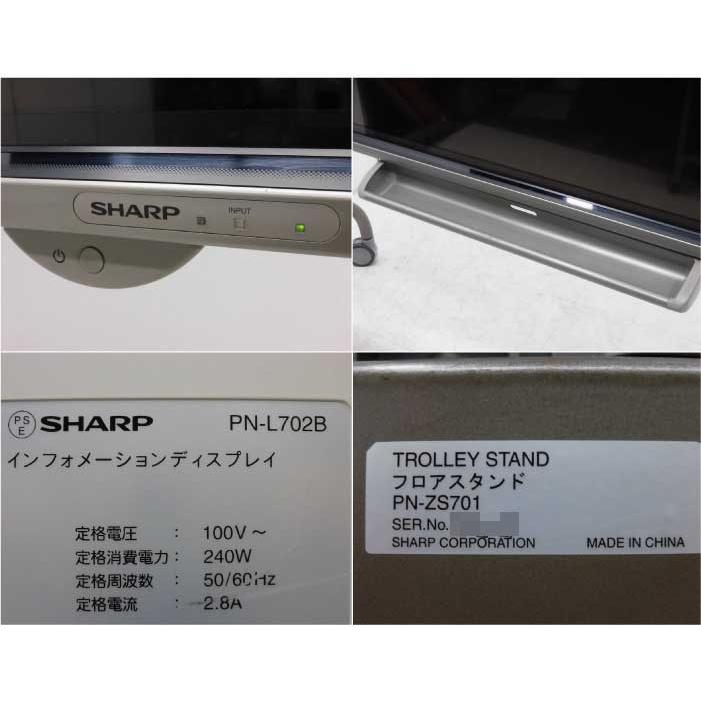 SHARP
INPUT
PS
E
SHARP
PN-L702B
インフォメーションディスプレイ
定格電圧 : 100V～
定格消費電力 : 240W
定格周波数 : 50/60Hz
定格電流 : 2.8A
TROLLEY STAND
フロアスタンド
PN-ZS701
SER.No.
SHARP CORPORATION
MADE IN CHINA